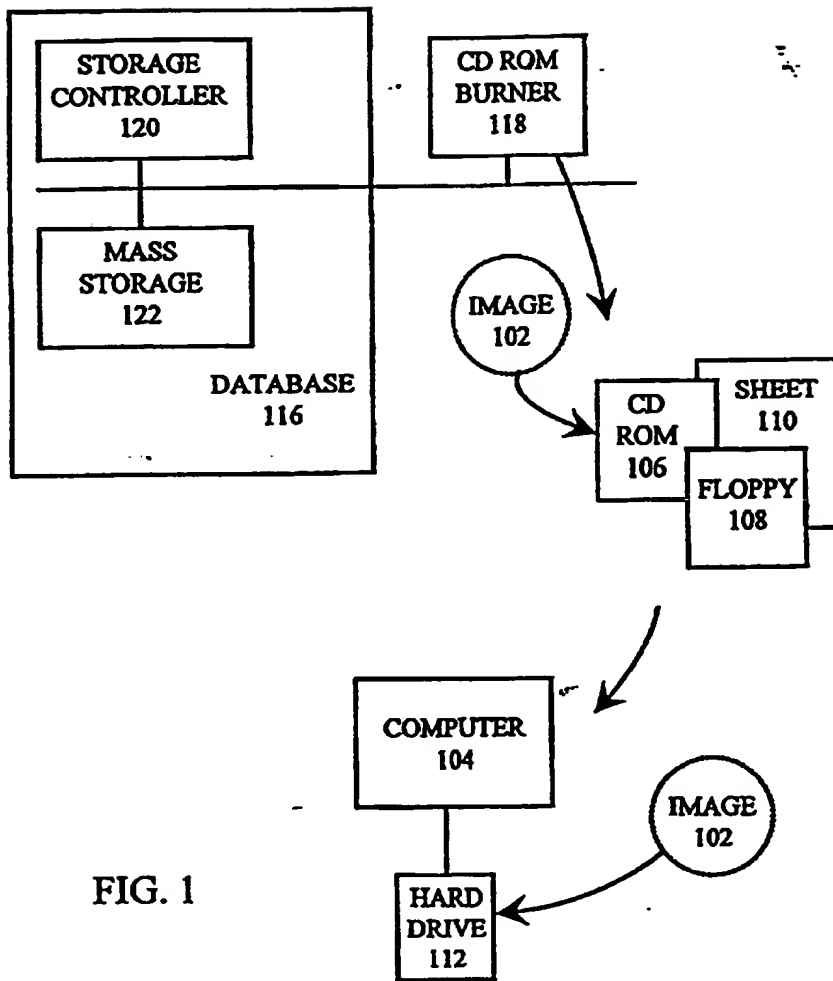 STORAGE
CONTROLLER
120
CD ROM
BURNER
118
MASS
STORAGE
122
DATABASE
116
IMAGE
102
CD
ROM
106
SHEET
110
FLOPPY
108
COMPUTER
104
IMAGE
102
HARD
DRIVE
112
FIG. 1